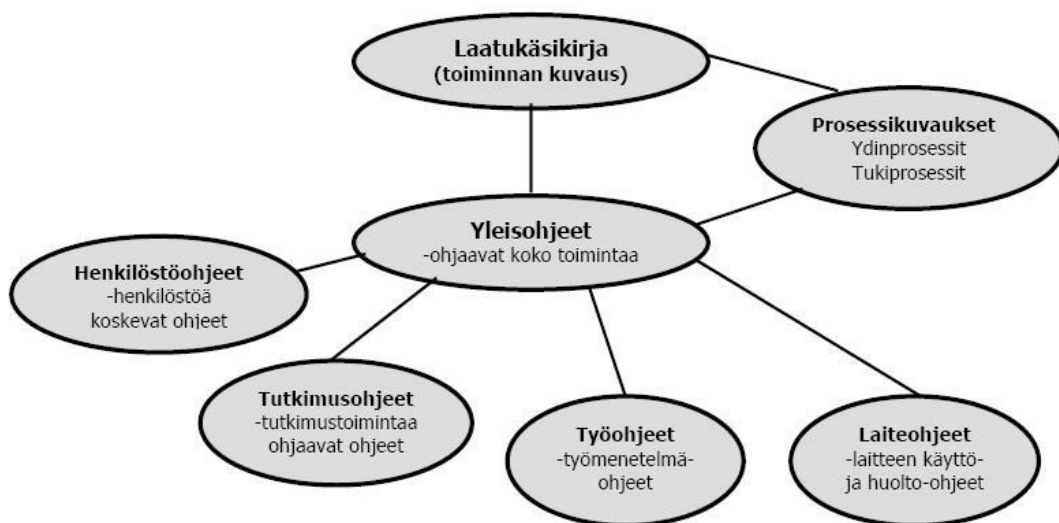 Laatukäsikirja
(toiminnan kuvaus)
Prosessikuvaukset
Ydinprosessit
Tukiprosessit
Yleisohjeet
-ohjaavat koko toimintaa
Henkilöstöohjeet
-henkilöstöä
koskevat ohjeet
Tutkimusohjeet
-tutkimustoimintaa
ohjaavat ohjeet
Työohjeet
-työmenetelmä-
ohjeet
Laiteohjeet
-laitteen käyttö-
ja huolto-ohjeet